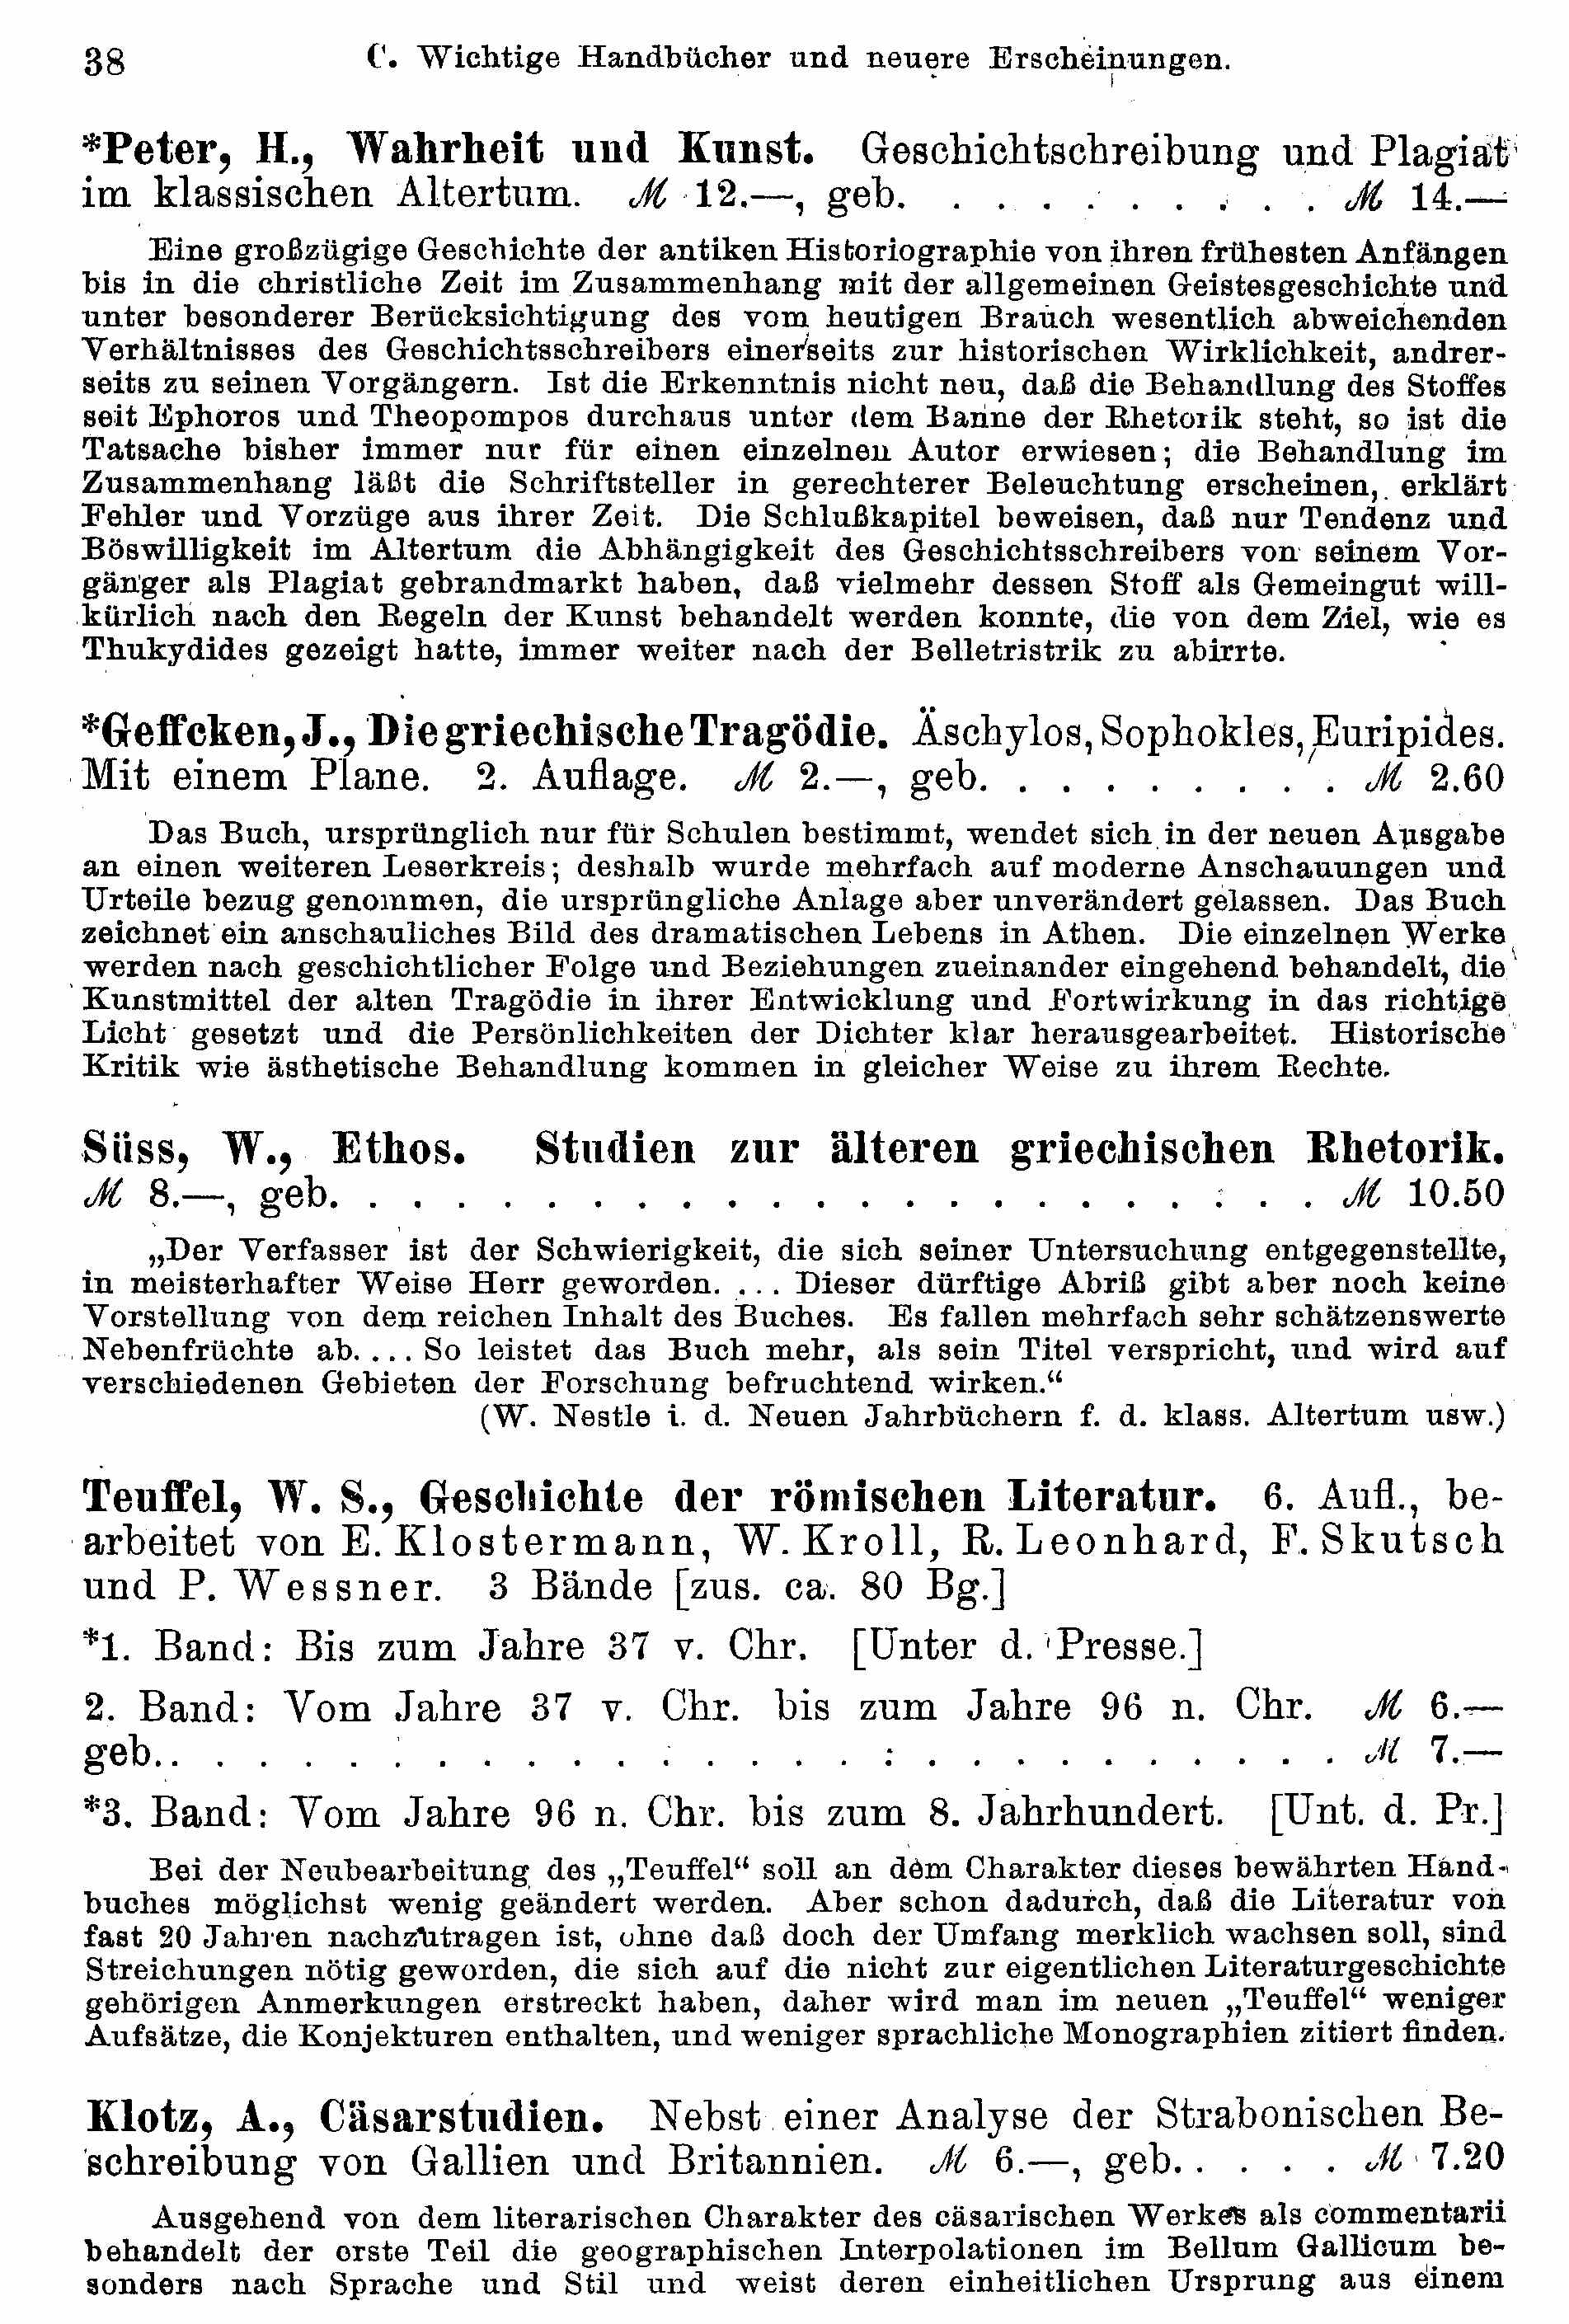 38 C. Wichtige Handbücher und neuere Erscheinungen.
*Peter, H., Wahrheit und Kunst. Geschichtschreibung und Plagiat
im klassischen Altertum. ℳ 12.—, geb. . . . . . . . . . . ℳ 14.—
Eine großzügige Geschichte der antiken Historiographie von ihren frühesten Anfängen
bis in die christliche Zeit im Zusammenhang mit der allgemeinen Geistesgeschichte und
unter besonderer Berücksichtigung des vom heutigen Brauch wesentlich abweichenden
Verhältnisses des Geschichtsschreibers einerseits zur historischen Wirklichkeit, andrer-
seits zu seinen Vorgängern. Ist die Erkenntnis nicht neu, daß die Behandlung des Stoffes
seit Ephoros und Theopompos durchaus unter dem Banne der Rhetorik steht, so ist die
Tatsache bisher immer nur für einen einzelnen Autor erwiesen; die Behandlung im
Zusammenhang läßt die Schriftsteller in gerechterer Beleuchtung erscheinen, erklärt
Fehler und Vorzüge aus ihrer Zeit. Die Schlußkapitel beweisen, daß nur Tendenz und
Böswilligkeit im Altertum die Abhängigkeit des Geschichtsschreibers von seinem Vor-
gänger als Plagiat gebrandmarkt haben, daß vielmehr dessen Stoff als Gemeingut will-
kürlich nach den Regeln der Kunst behandelt werden konnte, die von dem Ziel, wie es
Thukydides gezeigt hatte, immer weiter nach der Belletristrik zu abirrte.
*Geffcken, J., Die griechische Tragödie. Äschylos, Sophokles, Euripides.
Mit einem Plane. 2. Auflage. ℳ 2.—, geb. . . . . . . . . ℳ 2.60
Das Buch, ursprünglich nur für Schulen bestimmt, wendet sich in der neuen Ausgabe
an einen weiteren Leserkreis; deshalb wurde mehrfach auf moderne Anschauungen und
Urteile bezug genommen, die ursprüngliche Anlage aber unverändert gelassen. Das Buch
zeichnet ein anschauliches Bild des dramatischen Lebens in Athen. Die einzelnen Werke
werden nach geschichtlicher Folge und Beziehungen zueinander eingehend behandelt, die
Kunstmittel der alten Tragödie in ihrer Entwicklung und Fortwirkung in das richtige
Licht gesetzt und die Persönlichkeiten der Dichter klar herausgearbeitet. Historische
Kritik wie ästhetische Behandlung kommen in gleicher Weise zu ihrem Rechte.
Süss, W., Ethos. Studien zur älteren griechischen Rhetorik.
ℳ 8.—, geb. . . . . . . . . . . . . . . . . . . . . . . ℳ 10.50
„Der Verfasser ist der Schwierigkeit, die sich seiner Untersuchung entgegenstellte,
in meisterhafter Weise Herr geworden. ... Dieser dürftige Abriß gibt aber noch keine
Vorstellung von dem reichen Inhalt des Buches. Es fallen mehrfach sehr schätzenswerte
Nebenfrüchte ab. ... So leistet das Buch mehr, als sein Titel verspricht, und wird auf
verschiedenen Gebieten der Forschung befruchtend wirken.“
(W. Nestle i. d. Neuen Jahrbüchern f. d. klass. Altertum usw.)
Teuffel, W. S., Geschichte der römischen Literatur. 6. Aufl., be-
arbeitet von E. Klostermann, W. Kroll, R. Leonhard, F. Skutsch
und P. Wessner. 3 Bände [zus. ca. 80 Bg.]
*1. Band: Bis zum Jahre 37 v. Chr. [Unter d. Presse.]
2. Band: Vom Jahre 37 v. Chr. bis zum Jahre 96 n. Chr. ℳ 6.—
geb.. . . . . . . . . . . . . . . . . . . . . . . . . . . ℳ 7.—
*3. Band: Vom Jahre 96 n. Chr. bis zum 8. Jahrhundert. [Unt. d. Pr.]
Bei der Neubearbeitung des „Teuffel“ soll an dem Charakter dieses bewährten Hand-
buches möglichst wenig geändert werden. Aber schon dadurch, daß die Literatur von
fast 20 Jahren nachzutragen ist, ohne daß doch der Umfang merklich wachsen soll, sind
Streichungen nötig geworden, die sich auf die nicht zur eigentlichen Literaturgeschichte
gehörigen Anmerkungen erstreckt haben, daher wird man im neuen „Teuffel“ weniger
Aufsätze, die Konjekturen enthalten, und weniger sprachliche Monographien zitiert finden.
Klotz, A., Cäsarstudien. Nebst einer Analyse der Strabonischen Be-
schreibung von Gallien und Britannien. ℳ 6.—, geb.. . . . . ℳ 7.20
Ausgehend von dem literarischen Charakter des cäsarischen Werkes als commentarii
behandelt der erste Teil die geographischen Interpolationen im Bellum Gallicum be-
sonders nach Sprache und Stil und weist deren einheitlichen Ursprung aus einem